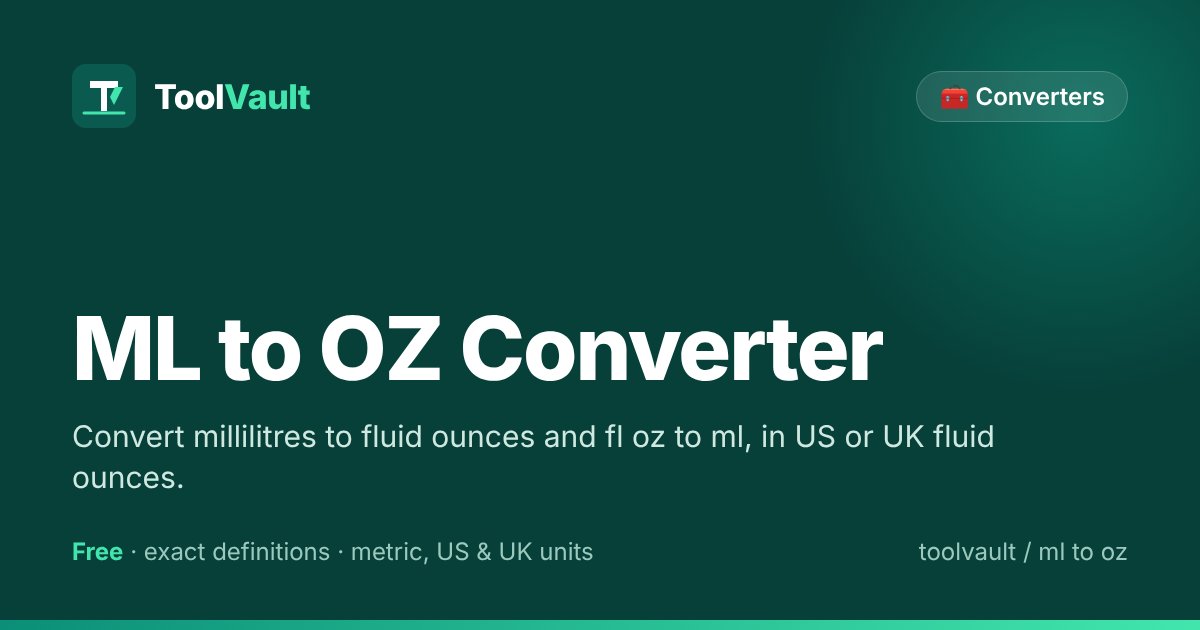 ToolVault
🧰 Converters
ML to OZ Converter
Convert millilitres to fluid ounces and fl oz to ml, in US or UK fluid
ounces.
Free · exact definitions · metric, US & UK units
toolvault / ml to oz